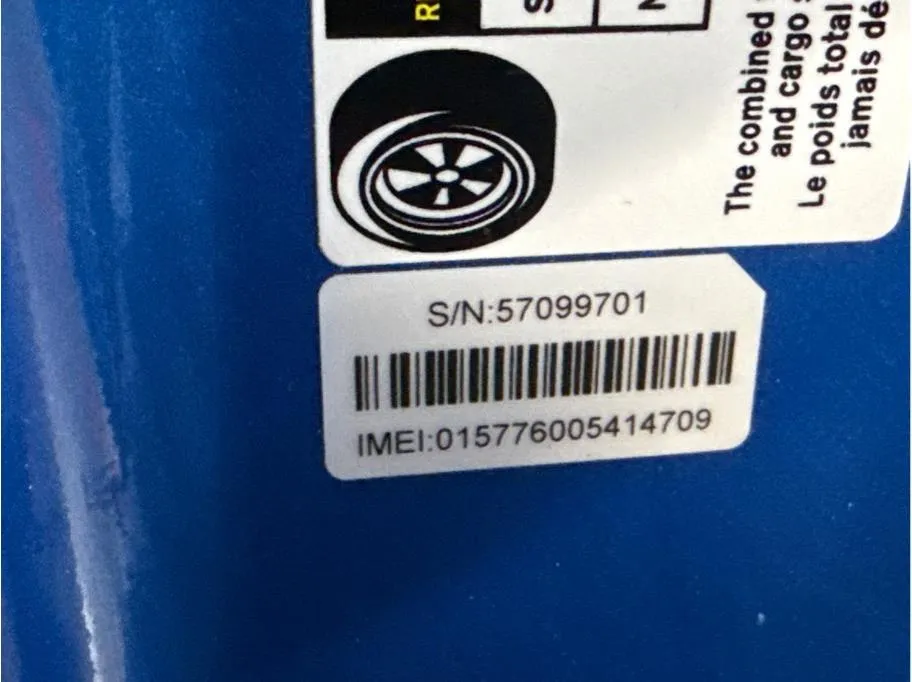 The combined
and cargo
Le poids total
jamais dé
S/N:57099701
IMEI:015776005414709